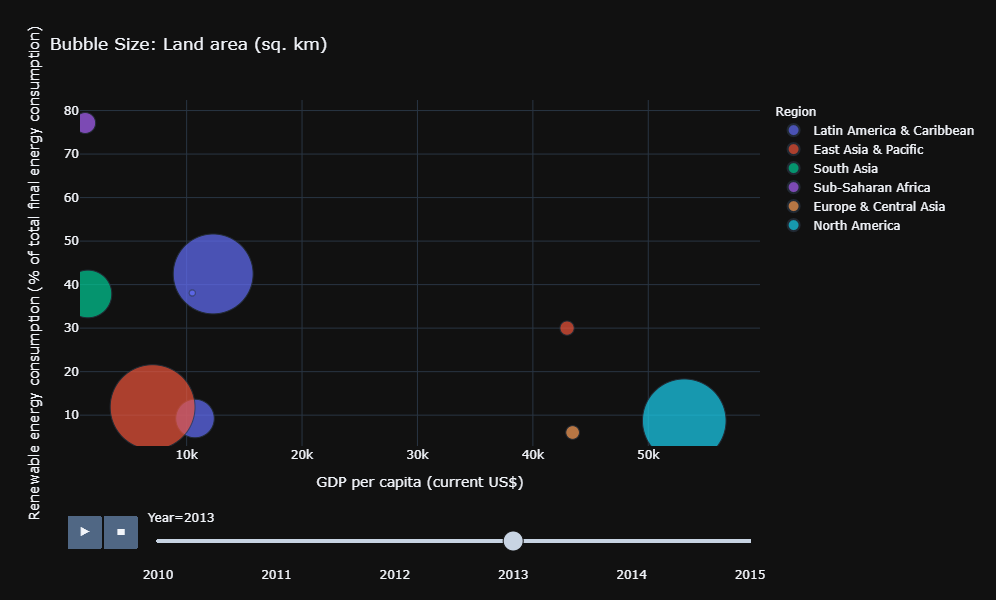 Bubble Size: Land area (sq. km)
Renewable energy consumption (% of total final energy consumption)
80
70
60
50
40
30
20
10
10k
20k
30k
40k
50k
GDP per capita (current US$)
Region
Latin America & Caribbean
East Asia & Pacific
South Asia
Sub-Saharan Africa
Europe & Central Asia
North America
Year=2013
2010
2011
2012
2013
2014
2015